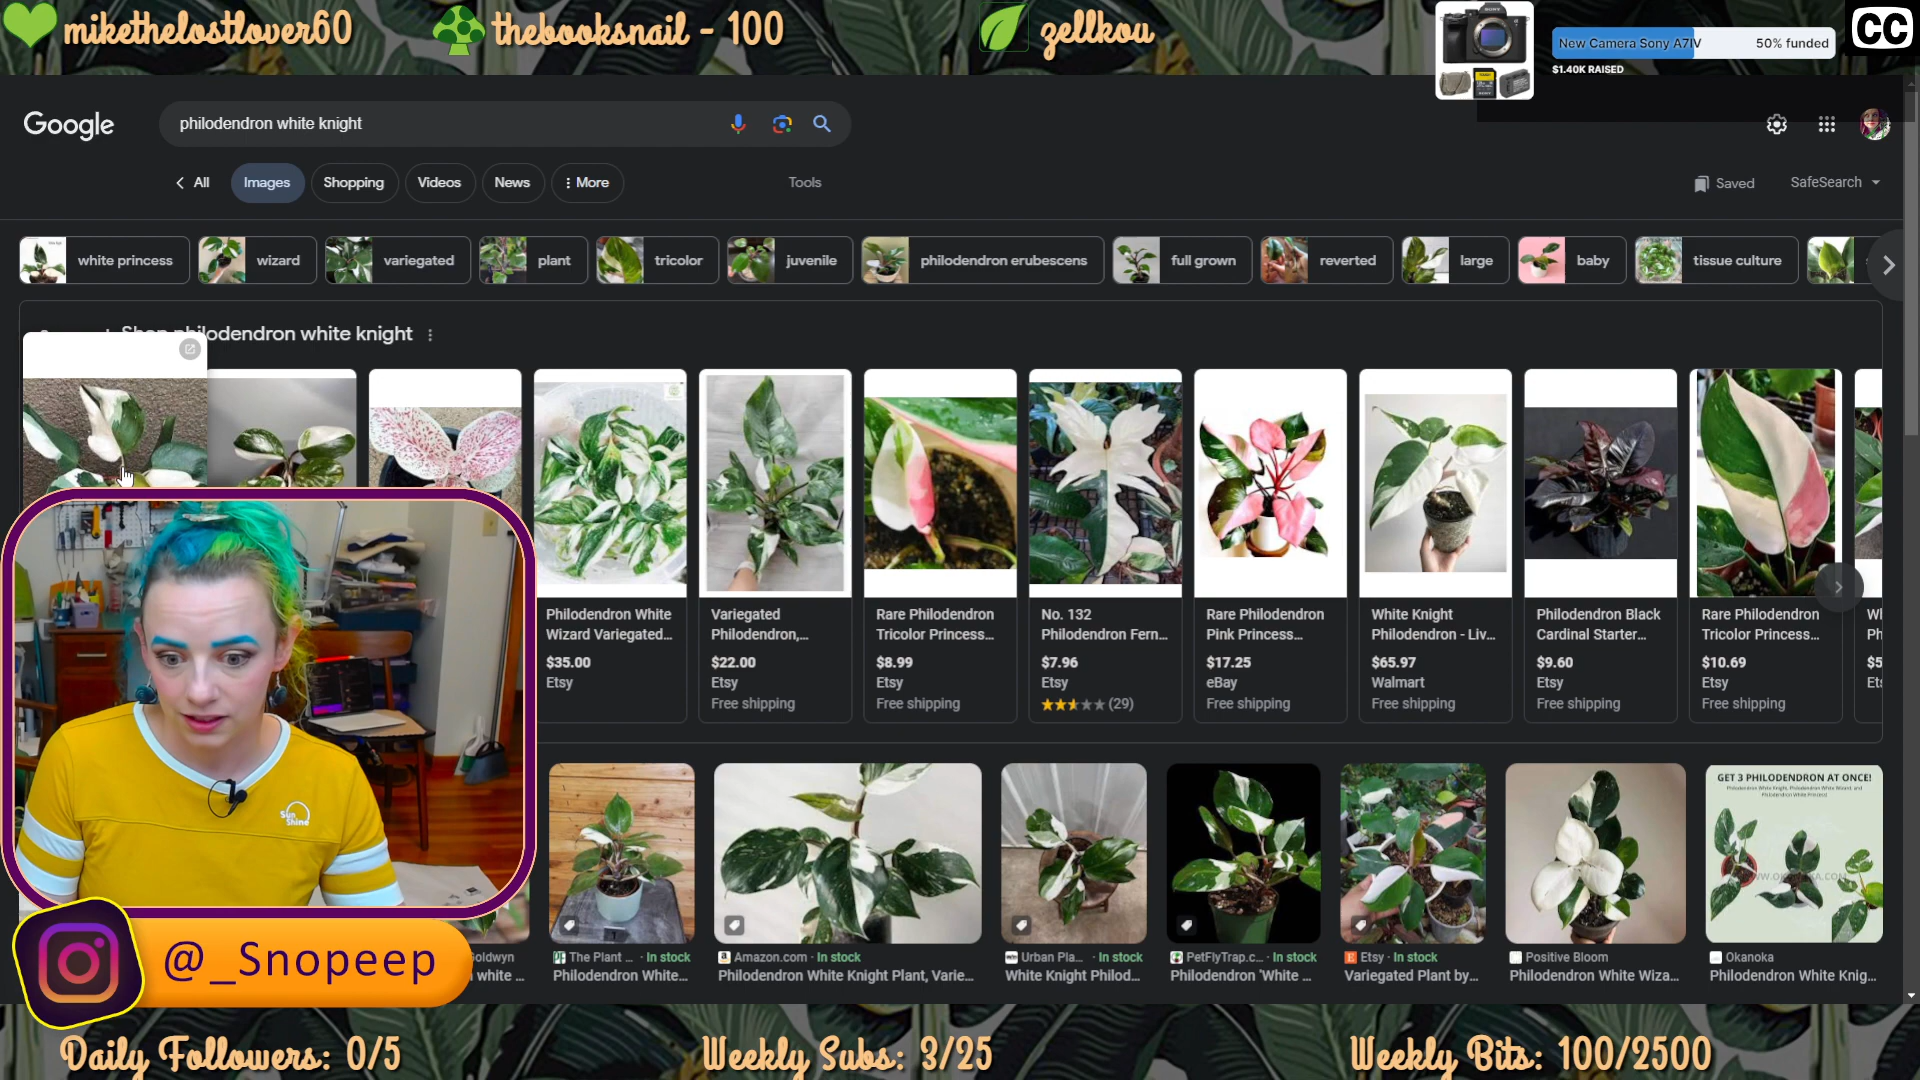 mikethelostlover60
thebooksnail - 100
zellkou
New Camera Sony A7IV
50% funded
$1.40K RAISED
CC
Google
philodendron white knight
All
Images
Shopping
Videos
News
More
Tools
Saved
SafeSearch
white princess
wizard
variegated
plant
tricolor
juvenile
philodendron erubescens
full grown
reverted
large
baby
tissue culture
Shop philodendron white knight
Philodendron White
Wizard Variegated...
$35.00
Etsy
Variegated
Philodendron,...
$22.00
Etsy
Free shipping
Rare Philodendron
Tricolor Princess...
$8.99
Etsy
Free shipping
No. 132
Philodendron Fern...
$7.96
Etsy
(29)
Rare Philodendron
Pink Princess...
$17.25
eBay
Free shipping
White Knight
Philodendron - Liv...
$65.97
Walmart
Free shipping
Philodendron Black
Cardinal Starter...
$9.60
Etsy
Free shipping
Rare Philodendron
Tricolor Princess...
$10.69
Etsy
Free shipping
Sun
Shine
GET 3 PHILODENDRON AT ONCE!
white ...
The Plant ... · In stock
Philodendron White...
Amazon.com · In stock
Philodendron White Knight Plant, Varie...
Urban Pla... · In stock
White Knight Philod...
PetFlyTrap.c... · In stock
Philodendron 'White ...
Etsy · In stock
Variegated Plant by...
Positive Bloom
Philodendron White Wiza...
Okanoka
Philodendron White Knig...
@_Snopeep
Daily Followers: 0/5
Weekly Subs: 3/25
Weekly Bits: 100/2500